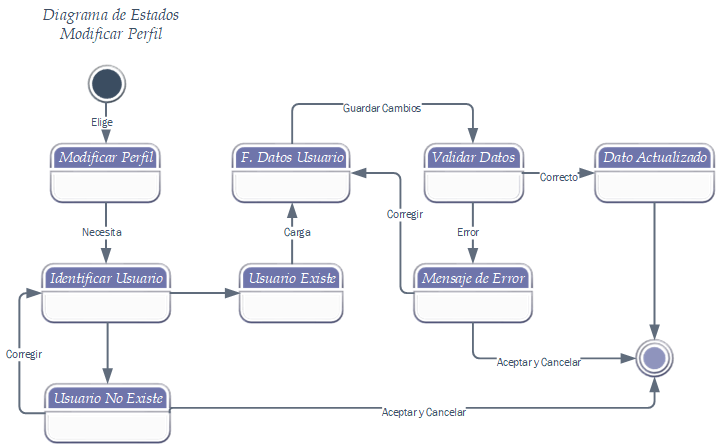 Diagrama de Estados
Modificar Perfil
Elige
Guardar Cambios
Modificar Perfil
F. Datos Usuario
Validar Datos
Dato Actualizado
Correcto
Corregir
Necesita
Carga
Error
Identificar Usuario
Usuario Existe
Mensaje de Error
Corregir
Aceptar y Cancelar
Usuario No Existe
Aceptar y Cancelar